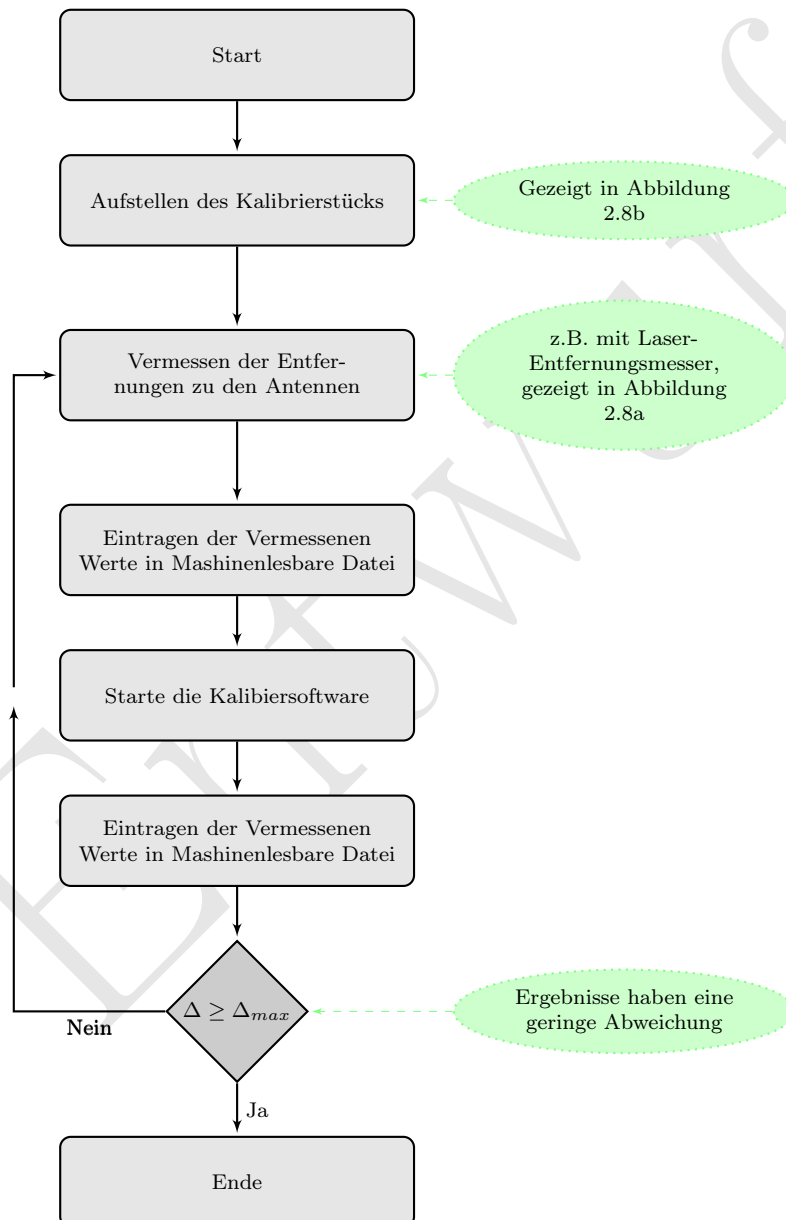 Start
Aufstellen des Kalibrierstücks
Gezeigt in Abbildung
2.8b
Vermessen der Entfer-
nungen zu den Antennen
z.B. mit Laser-
Entfernungsmesser,
gezeigt in Abbildung
2.8a
Eintragen der Vermessenen
Werte in Mashinenlesbare Datei
Starte die Kalibiersoftware
Eintragen der Vermessenen
Werte in Mashinenlesbare Datei
Δ ≥ Δmax
Ergebnisse haben eine
geringe Abweichung
Nein
Ja
Ende
Entwurf